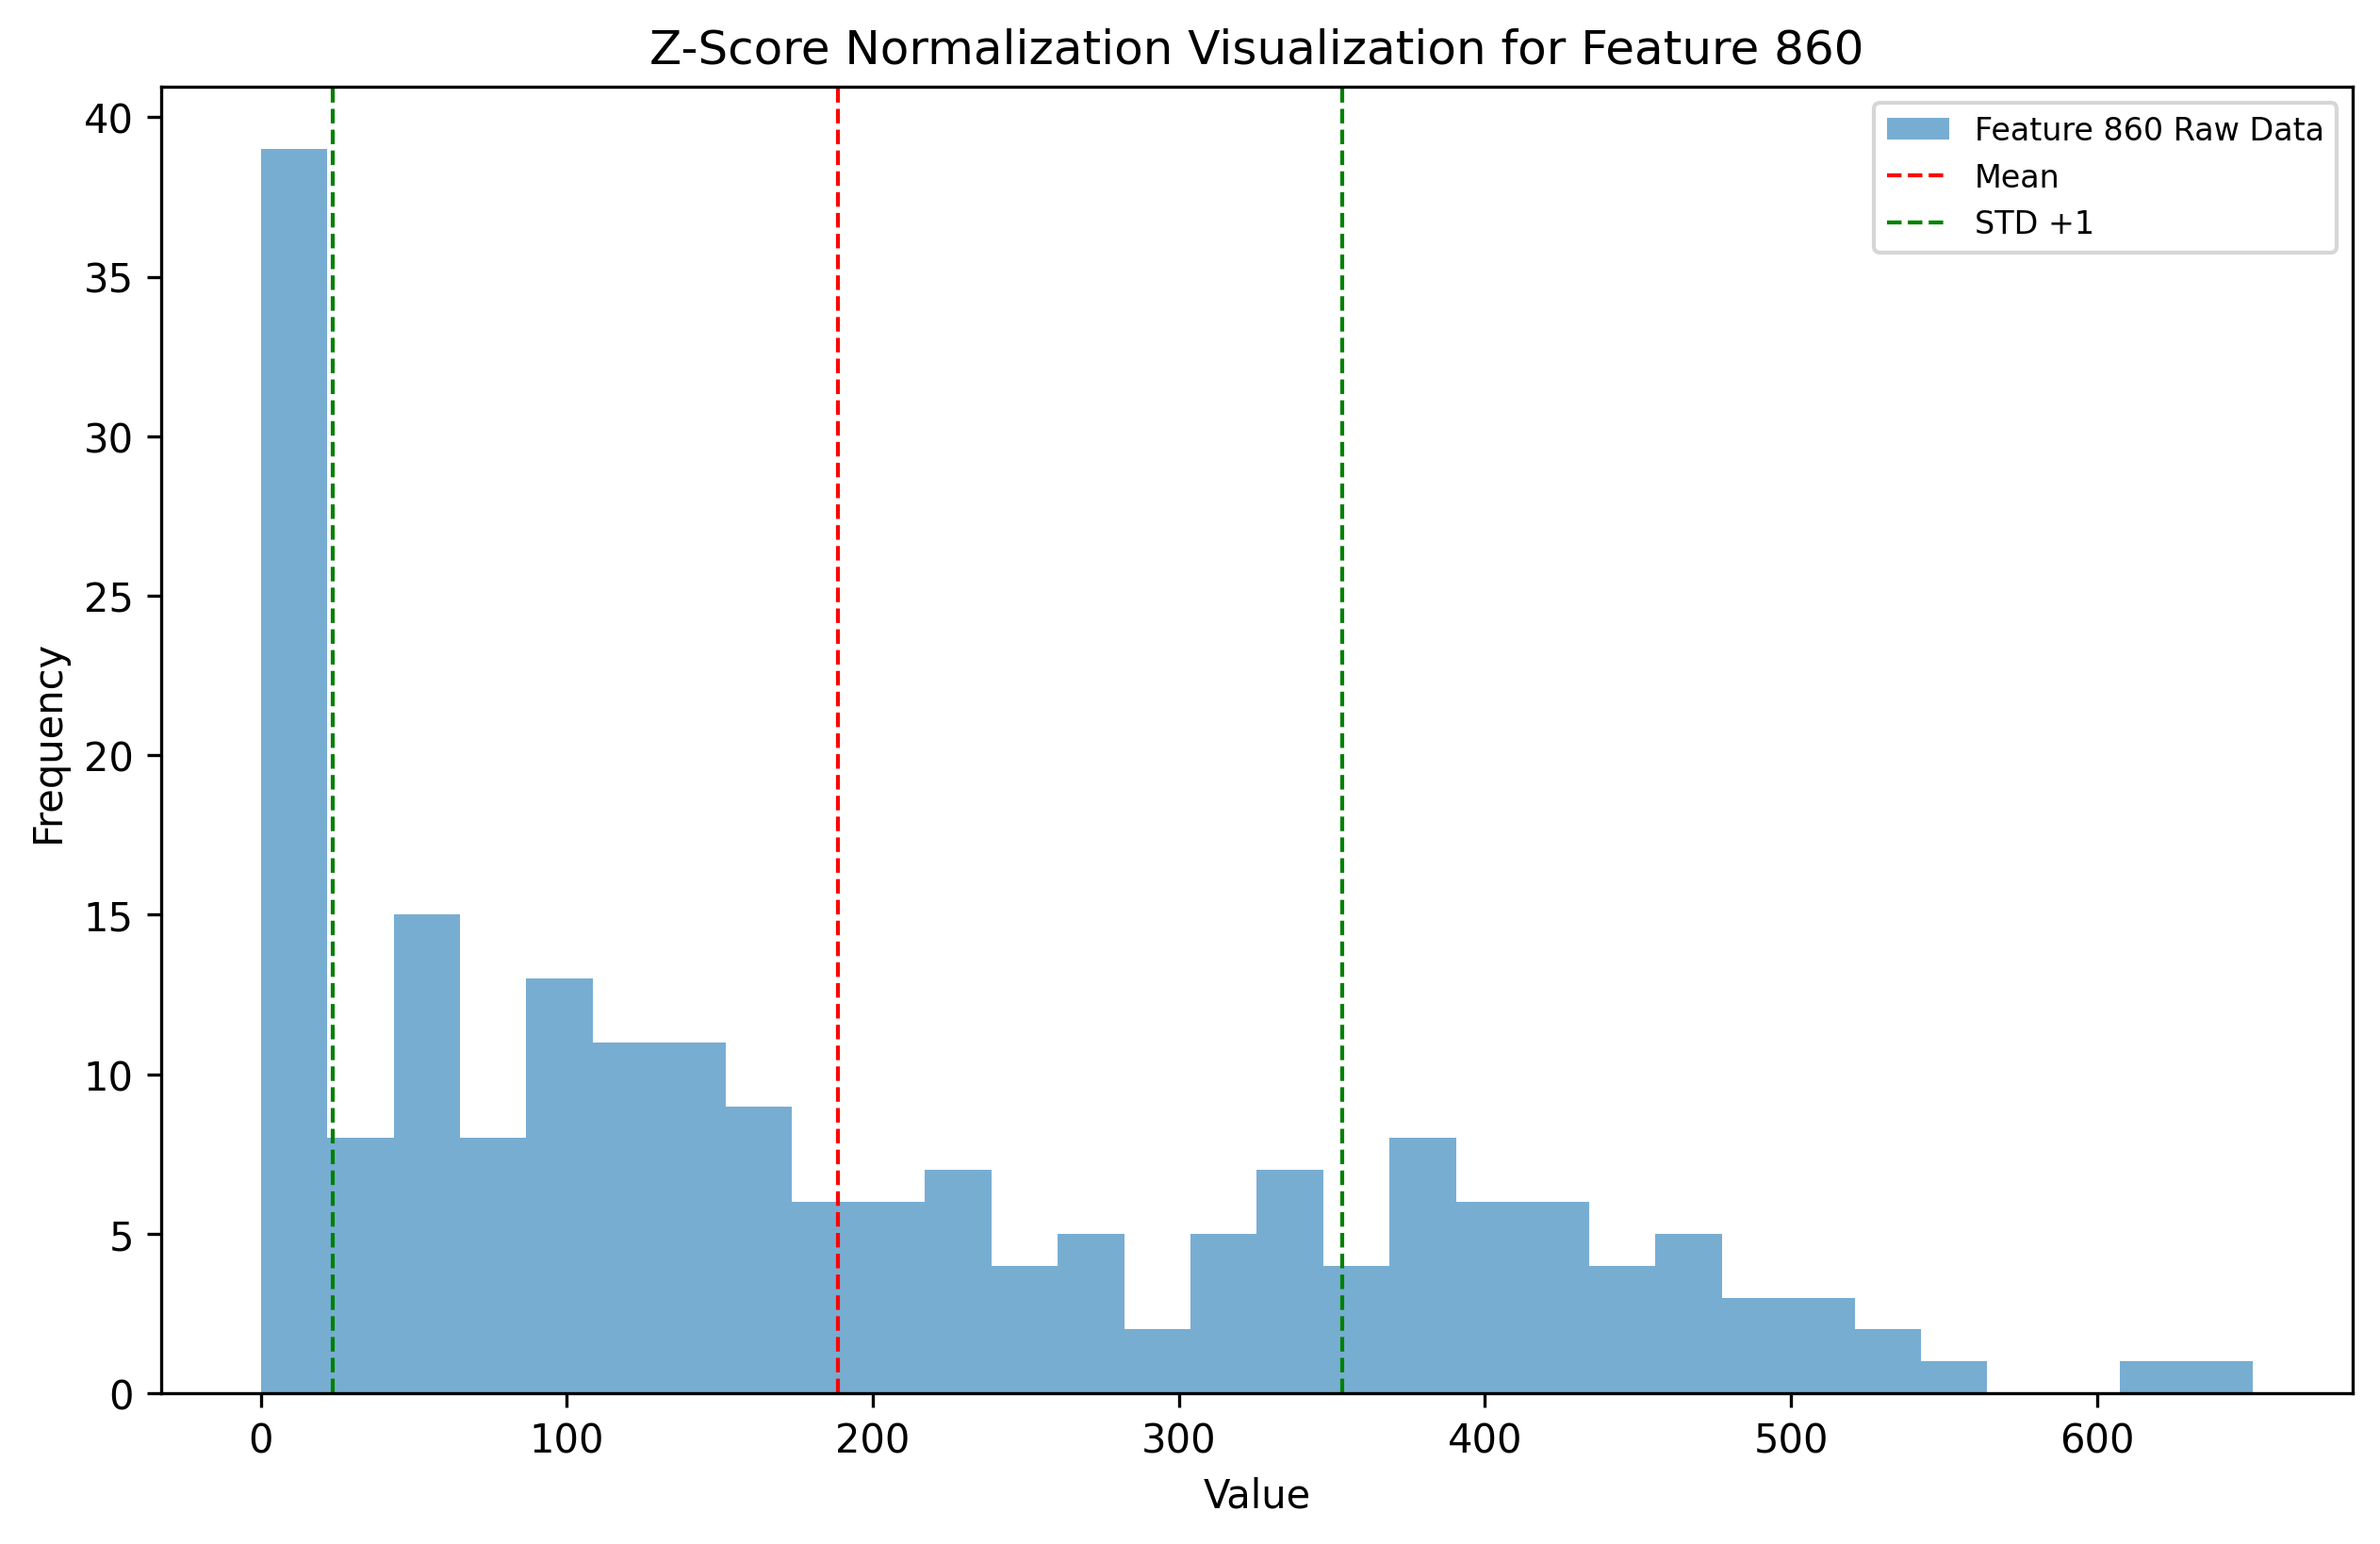 Z-Score Normalization Visualization for Feature 860
Feature 860 Raw Data
Mean
STD +1
40
35
30
25
20
15
10
5
0
Frequency
0 100 200 300 400 500 600
Value